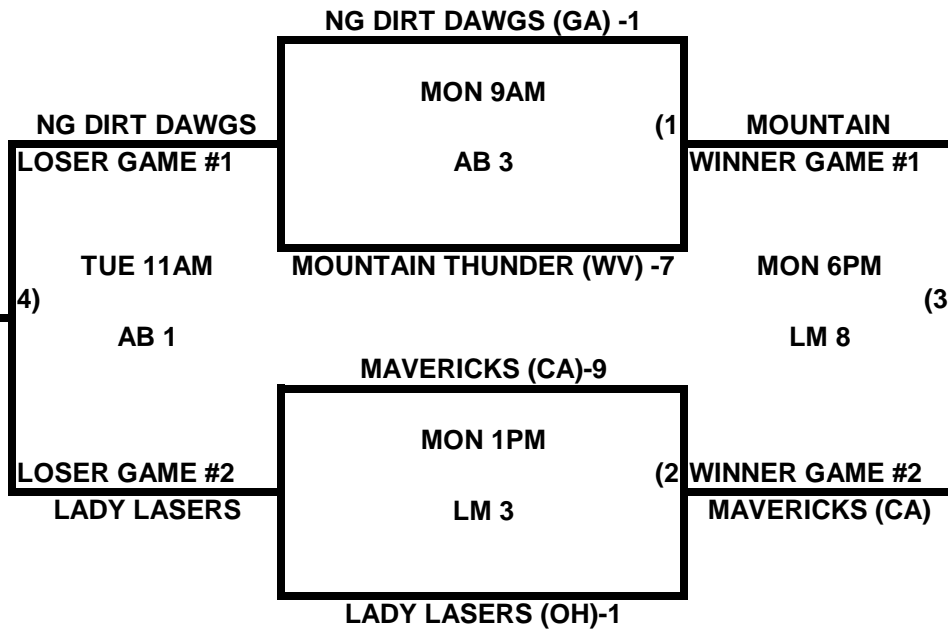 NG DIRT DAWGS (GA) -1
MON 9AM
NG DIRT DAWGS
(1
MOUNTAIN
LOSER GAME #1
AB 3
WINNER GAME #1
TUE 11AM
MOUNTAIN THUNDER (WV) -7
MON 6PM
4)
(3
AB 1
LM 8
MAVERICKS (CA)-9
MON 1PM
LOSER GAME #2
(2
WINNER GAME #2
LADY LASERS
LM 3
MAVERICKS (CA)
LADY LASERS (OH)-1